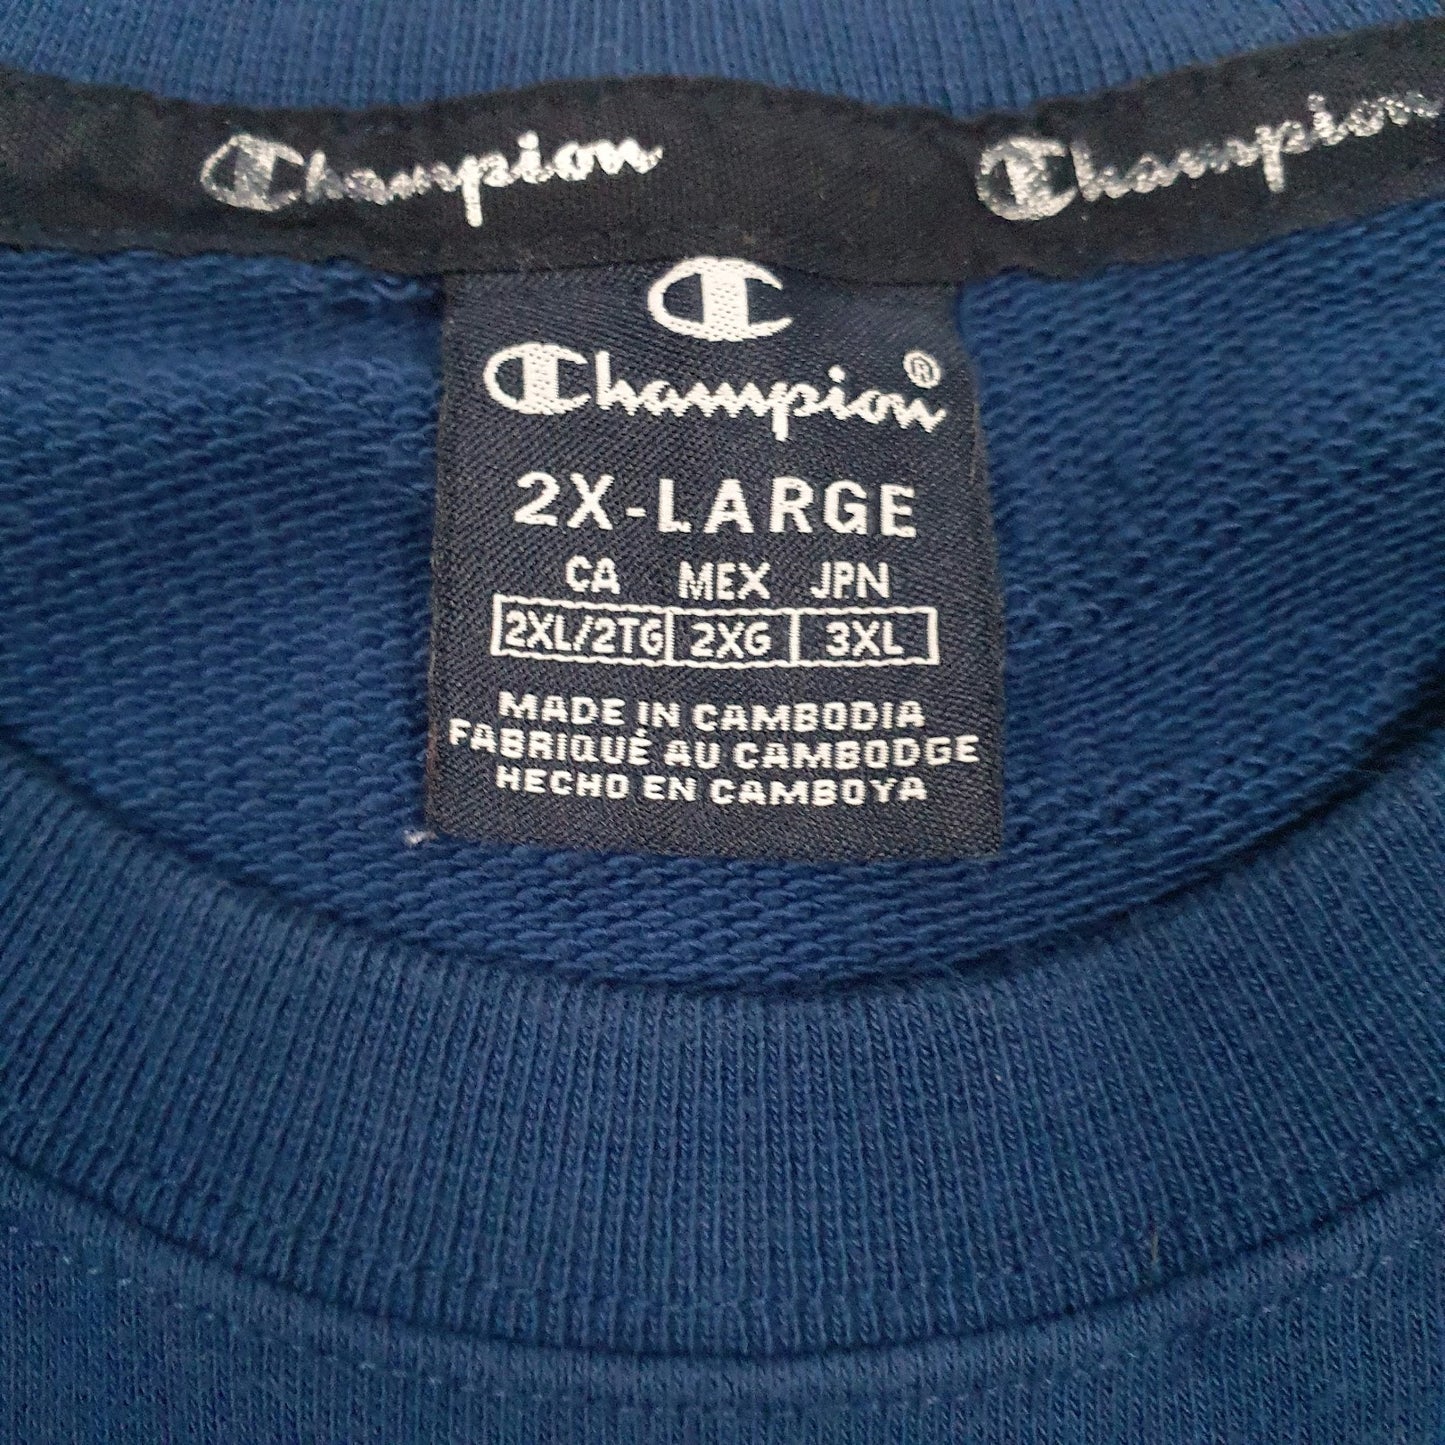 Champion Champion
Champion®
2X-LARGE
CA MEX JPN
2XL/2TG 2XG 3XL
MADE IN CAMBODIA
FABRIQUÉ AU CAMBODGE
HECHO EN CAMBOYA